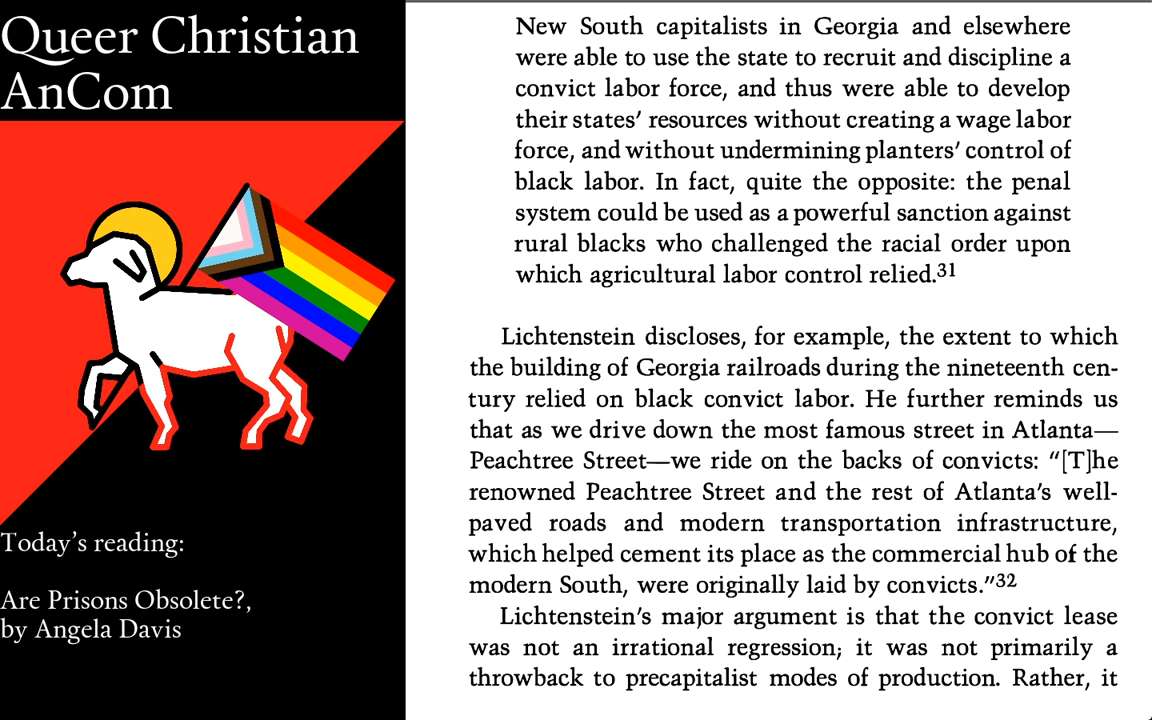 Queer Christian
AnCom
Today's reading:
Are Prisons Obsolete?,
by Angela Davis
New South capitalists in Georgia and elsewhere
were able to use the state to recruit and discipline a
convict labor force, and thus were able to develop
their states' resources without creating a wage labor
force, and without undermining planters' control of
black labor. In fact, quite the opposite: the penal
system could be used as a powerful sanction against
rural blacks who challenged the racial order upon
which agricultural labor control relied.31
Lichtenstein discloses, for example, the extent to which
the building of Georgia railroads during the nineteenth cen-
tury relied on black convict labor. He further reminds us
that as we drive down the most famous street in Atlanta—
Peachtree Street—we ride on the backs of convicts: "[T]he
renowned Peachtree Street and the rest of Atlanta's well-
paved roads and modern transportation infrastructure,
which helped cement its place as the commercial hub of the
modern South, were originally laid by convicts."32
Lichtenstein's major argument is that the convict lease
was not an irrational regression; it was not primarily a
throwback to precapitalist modes of production. Rather, it